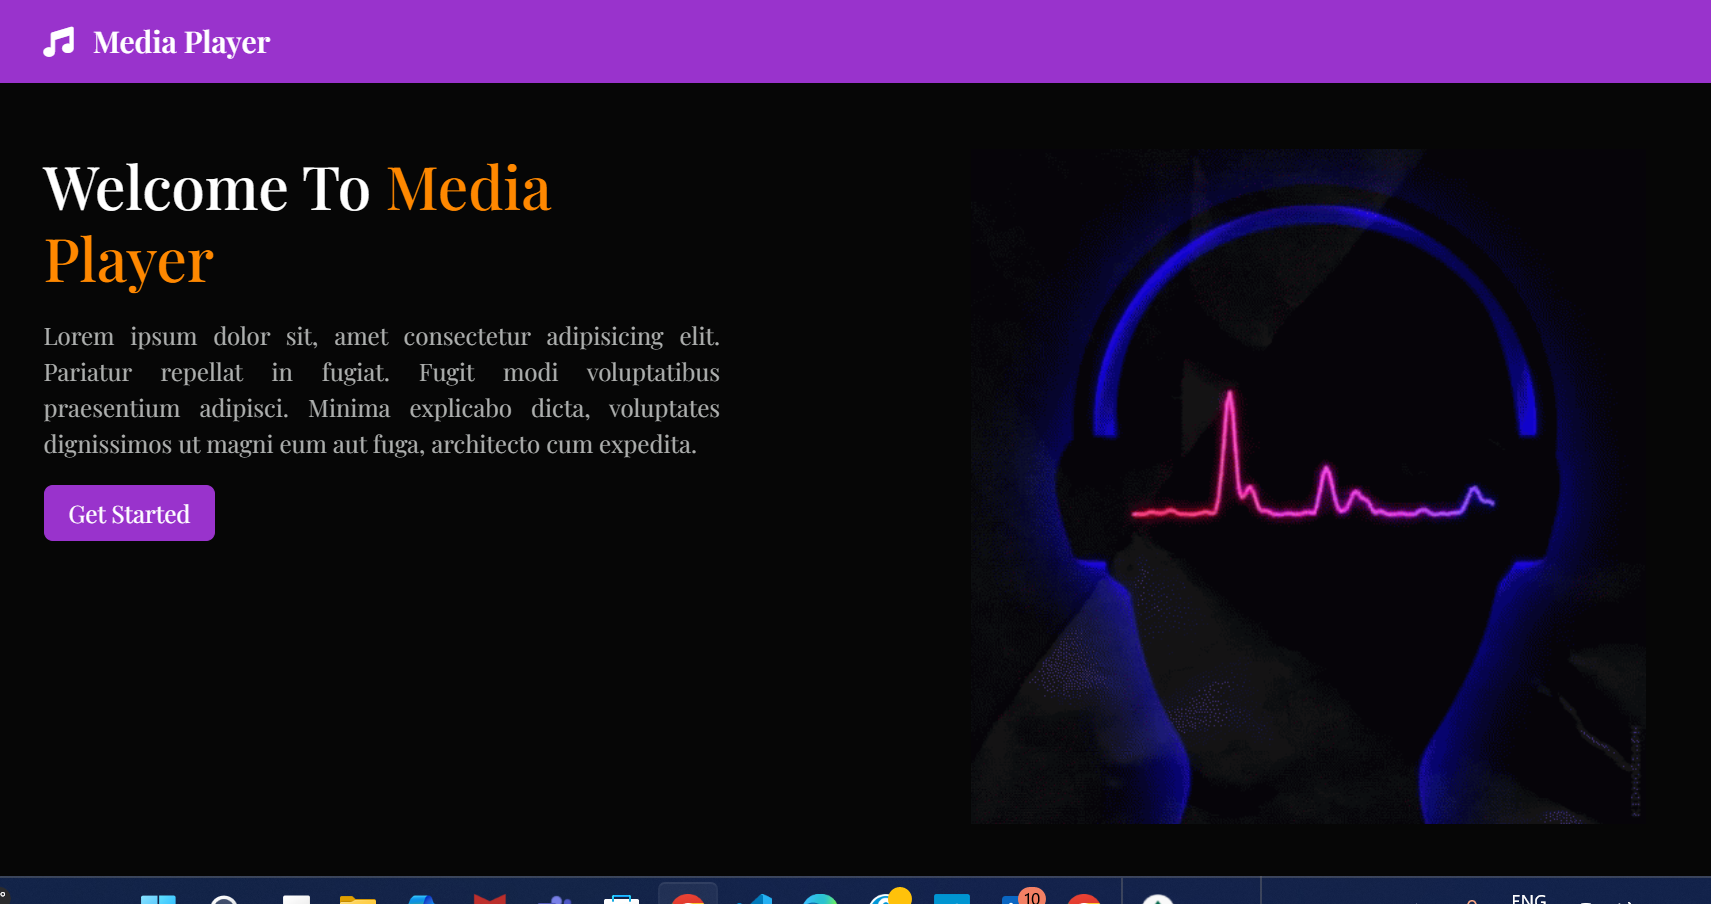 Media Player
Welcome To Media
Player
Lorem ipsum dolor sit, amet consectetur adipisicing elit.
Pariatur repellat in fugiat. Fugit modi voluptatibus
praesentium adipisci. Minima explicabo dicta, voluptates
dignissimos ut magni eum aut fuga, architecto cum expedita.
Get Started
10
ENG